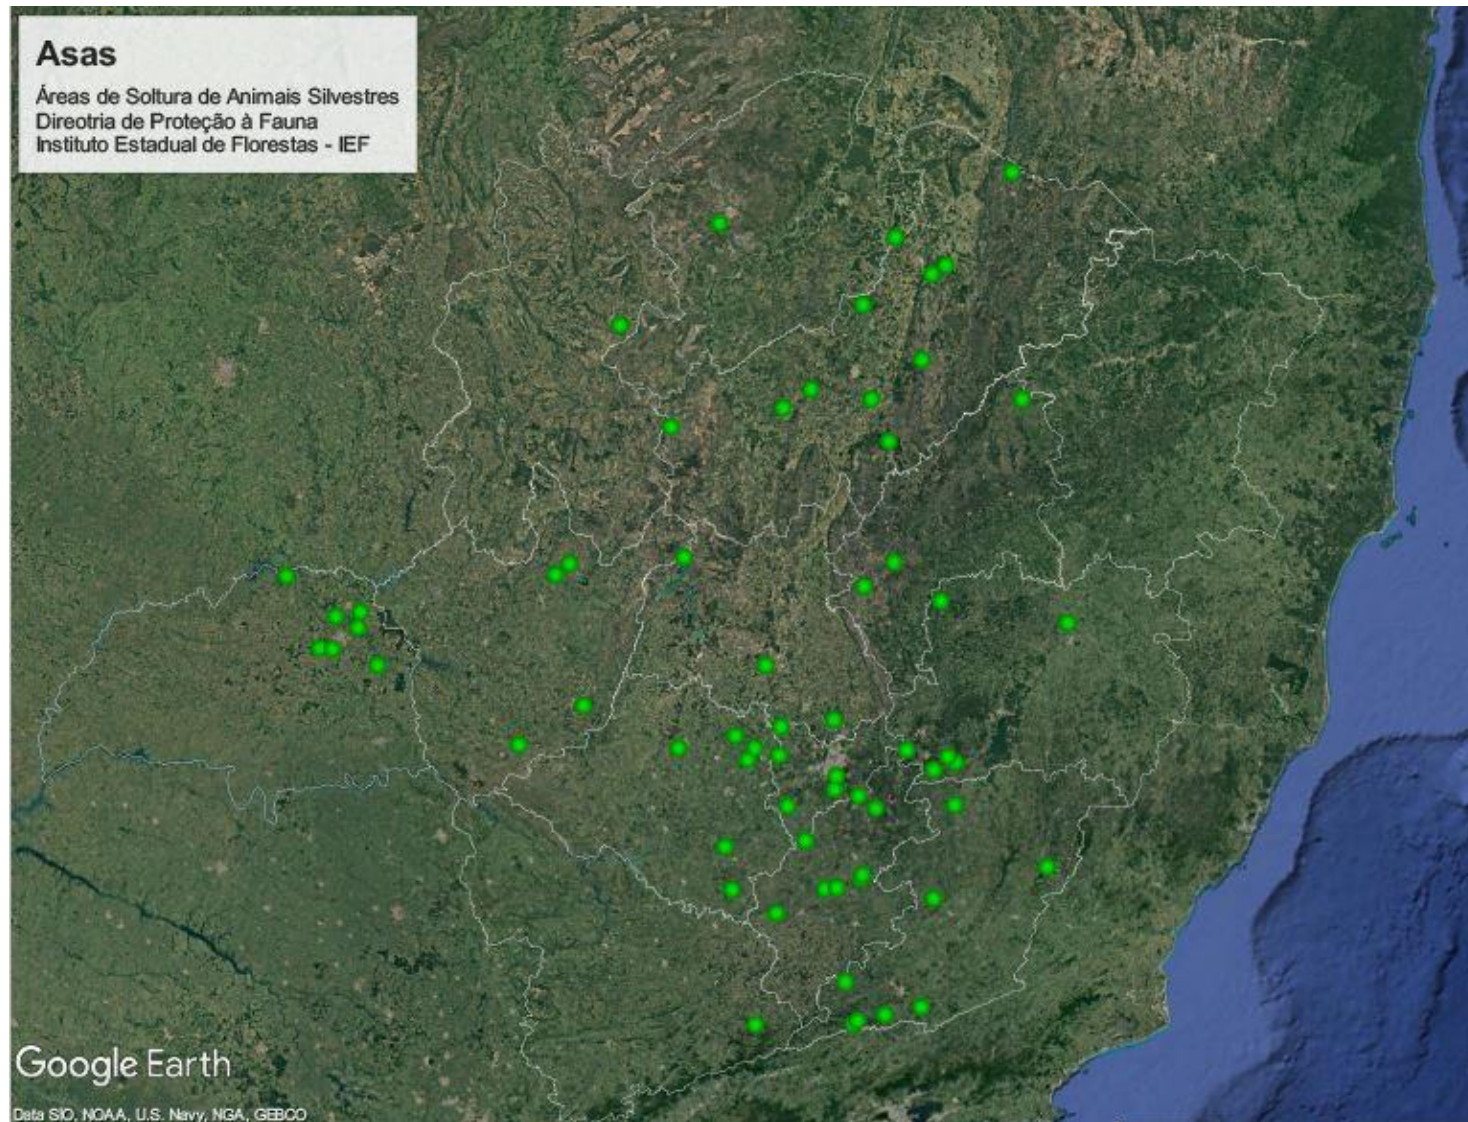 Asas
Áreas de Soltura de Animais Silvestres
Direotria de Proteção à Fauna
Instituto Estadual de Florestas - IEF
Google Earth
Data SIO, NOAA, U.S. Navy, NGA, GEBCO